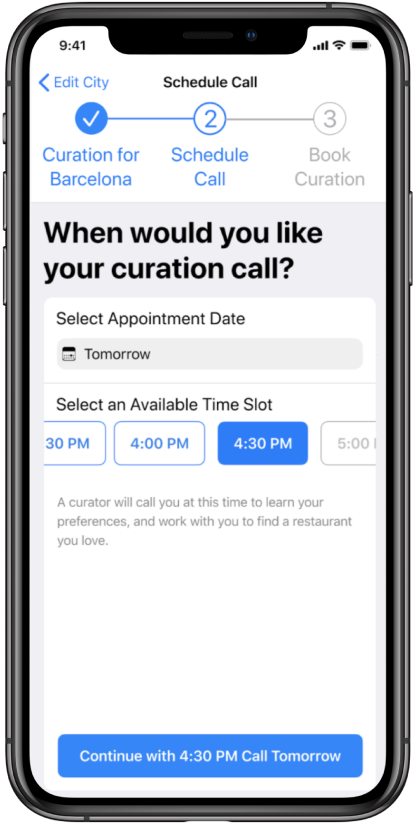 9:41
Edit City
Schedule Call
2
3
Curation for
Barcelona
Schedule
Call
Book
Curation
When would you like
your curation call?
Select Appointment Date
Tomorrow
Select an Available Time Slot
30 PM
4:00 PM
4:30 PM
5:00
A curator will call you at this time to learn your
preferences, and work with you to find a restaurant
you love.
Continue with 4:30 PM Call Tomorrow